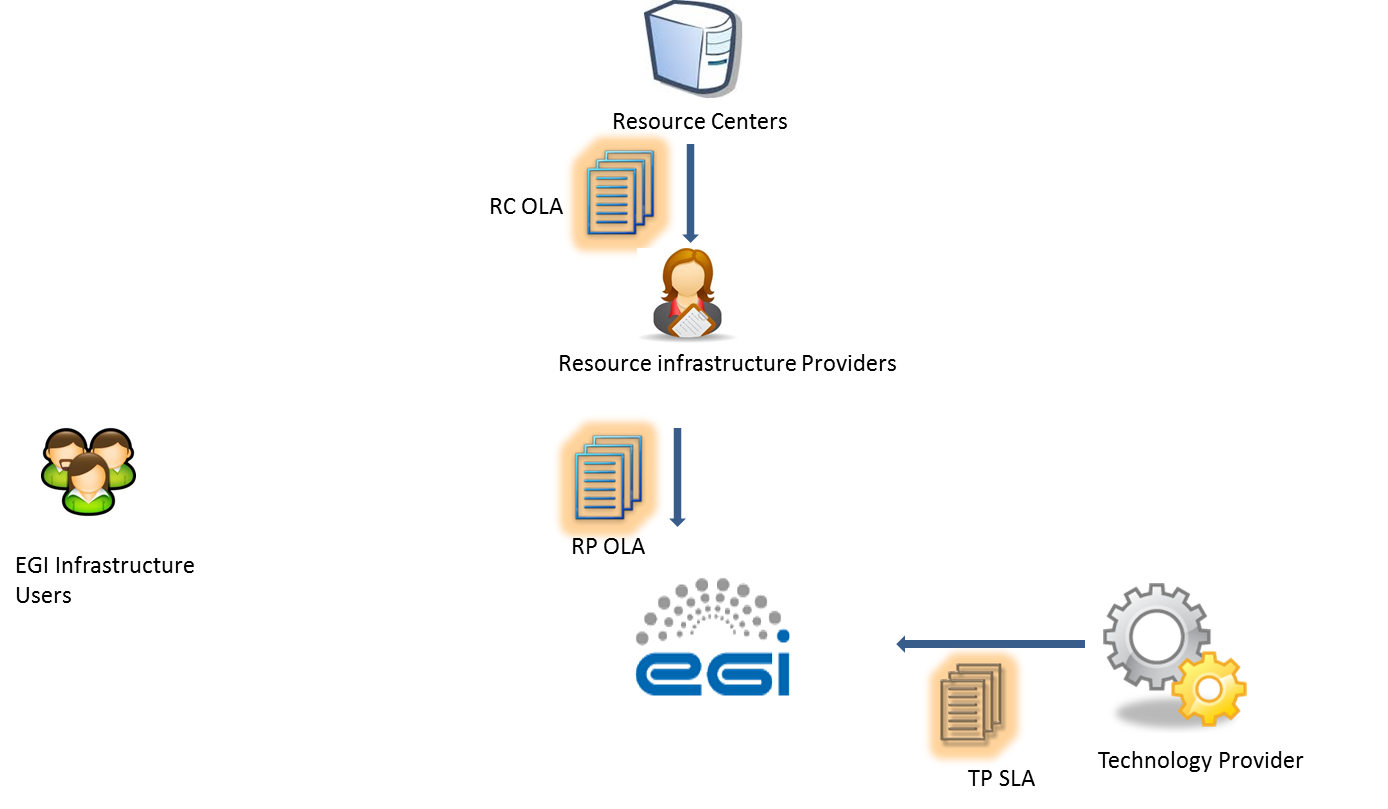 Resource Centers
RC OLA
Resource infrastructure Providers
RP OLA
EGI Infrastructure
Users
egi
Technology Provider
TP SLA